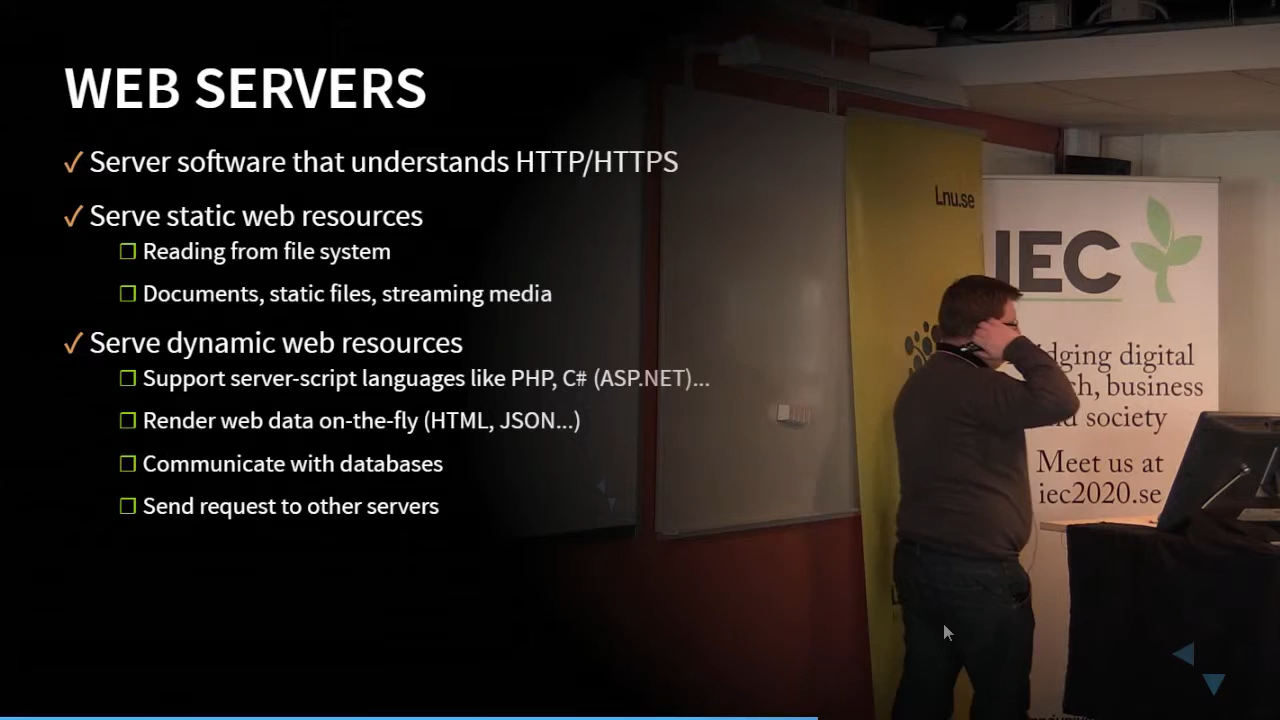 WEB SERVERS
✓ Server software that understands HTTP/HTTPS
✓ Serve static web resources
❒ Reading from file system
❒ Documents, static files, streaming media
✓ Serve dynamic web resources
❒ Support server-script languages like PHP, C# (ASP.NET)...
❒ Render web data on-the-fly (HTML, JSON...)
❒ Communicate with databases
❒ Send request to other servers
Lnu.se
IEC
dging digital
ch, business
society
Meet us at
iec2020.se